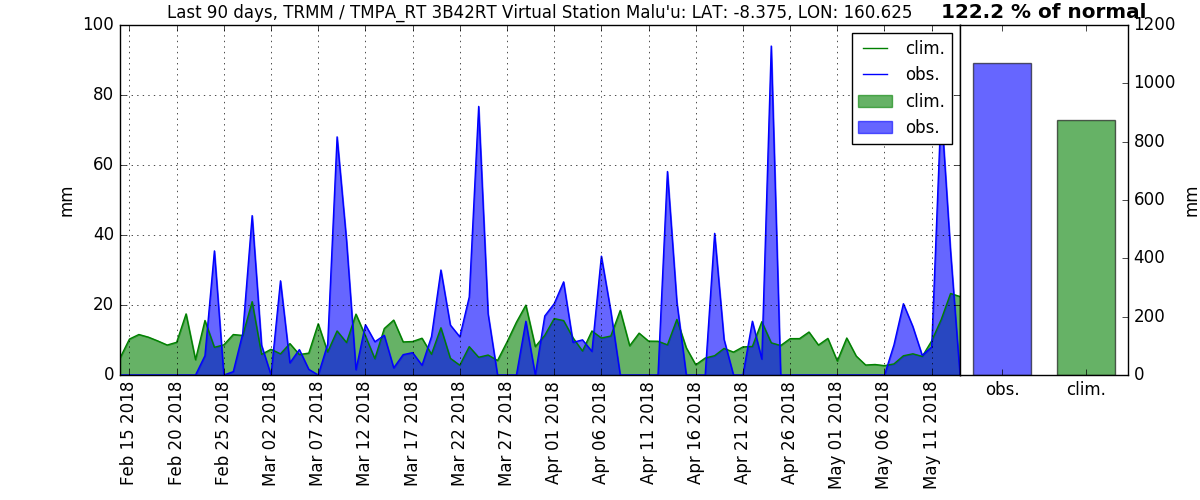 Last 90 days, TRMM / TMPA_RT 3B42RT Virtual Station Malu'u: LAT: -8.375, LON: 160.625
122.2 % of normal
100
80
60
40
20
0
mm
clim.
obs.
clim.
obs.
1200
1000
800
600
400
200
0
mm
obs.
clim.
Feb 15 2018
Feb 20 2018
Feb 25 2018
Mar 02 2018
Mar 07 2018
Mar 12 2018
Mar 17 2018
Mar 22 2018
Mar 27 2018
Apr 01 2018
Apr 06 2018
Apr 11 2018
Apr 16 2018
Apr 21 2018
Apr 26 2018
May 01 2018
May 06 2018
May 11 2018